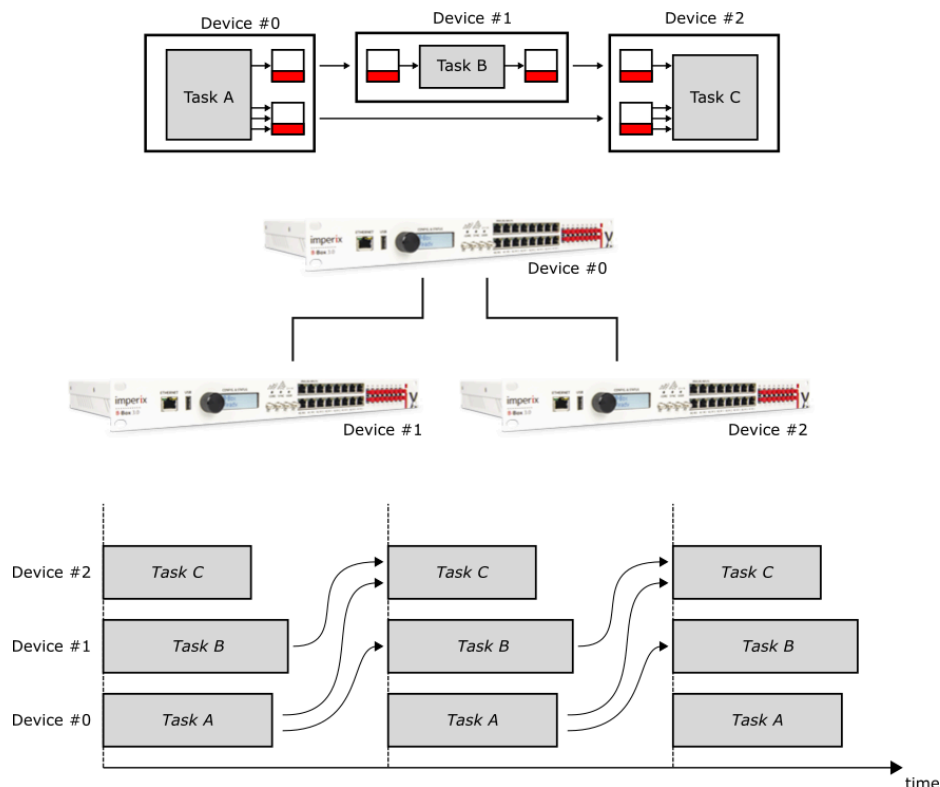 Device #0
Device #1
Device #2
Task A
Task B
Task C
imperix
Device #0
imperix
Device #1
imperix
Device #2
Device #2
Task C
Task C
Task C
Device #1
Task B
Task B
Task B
Device #0
Task A
Task A
Task A
time